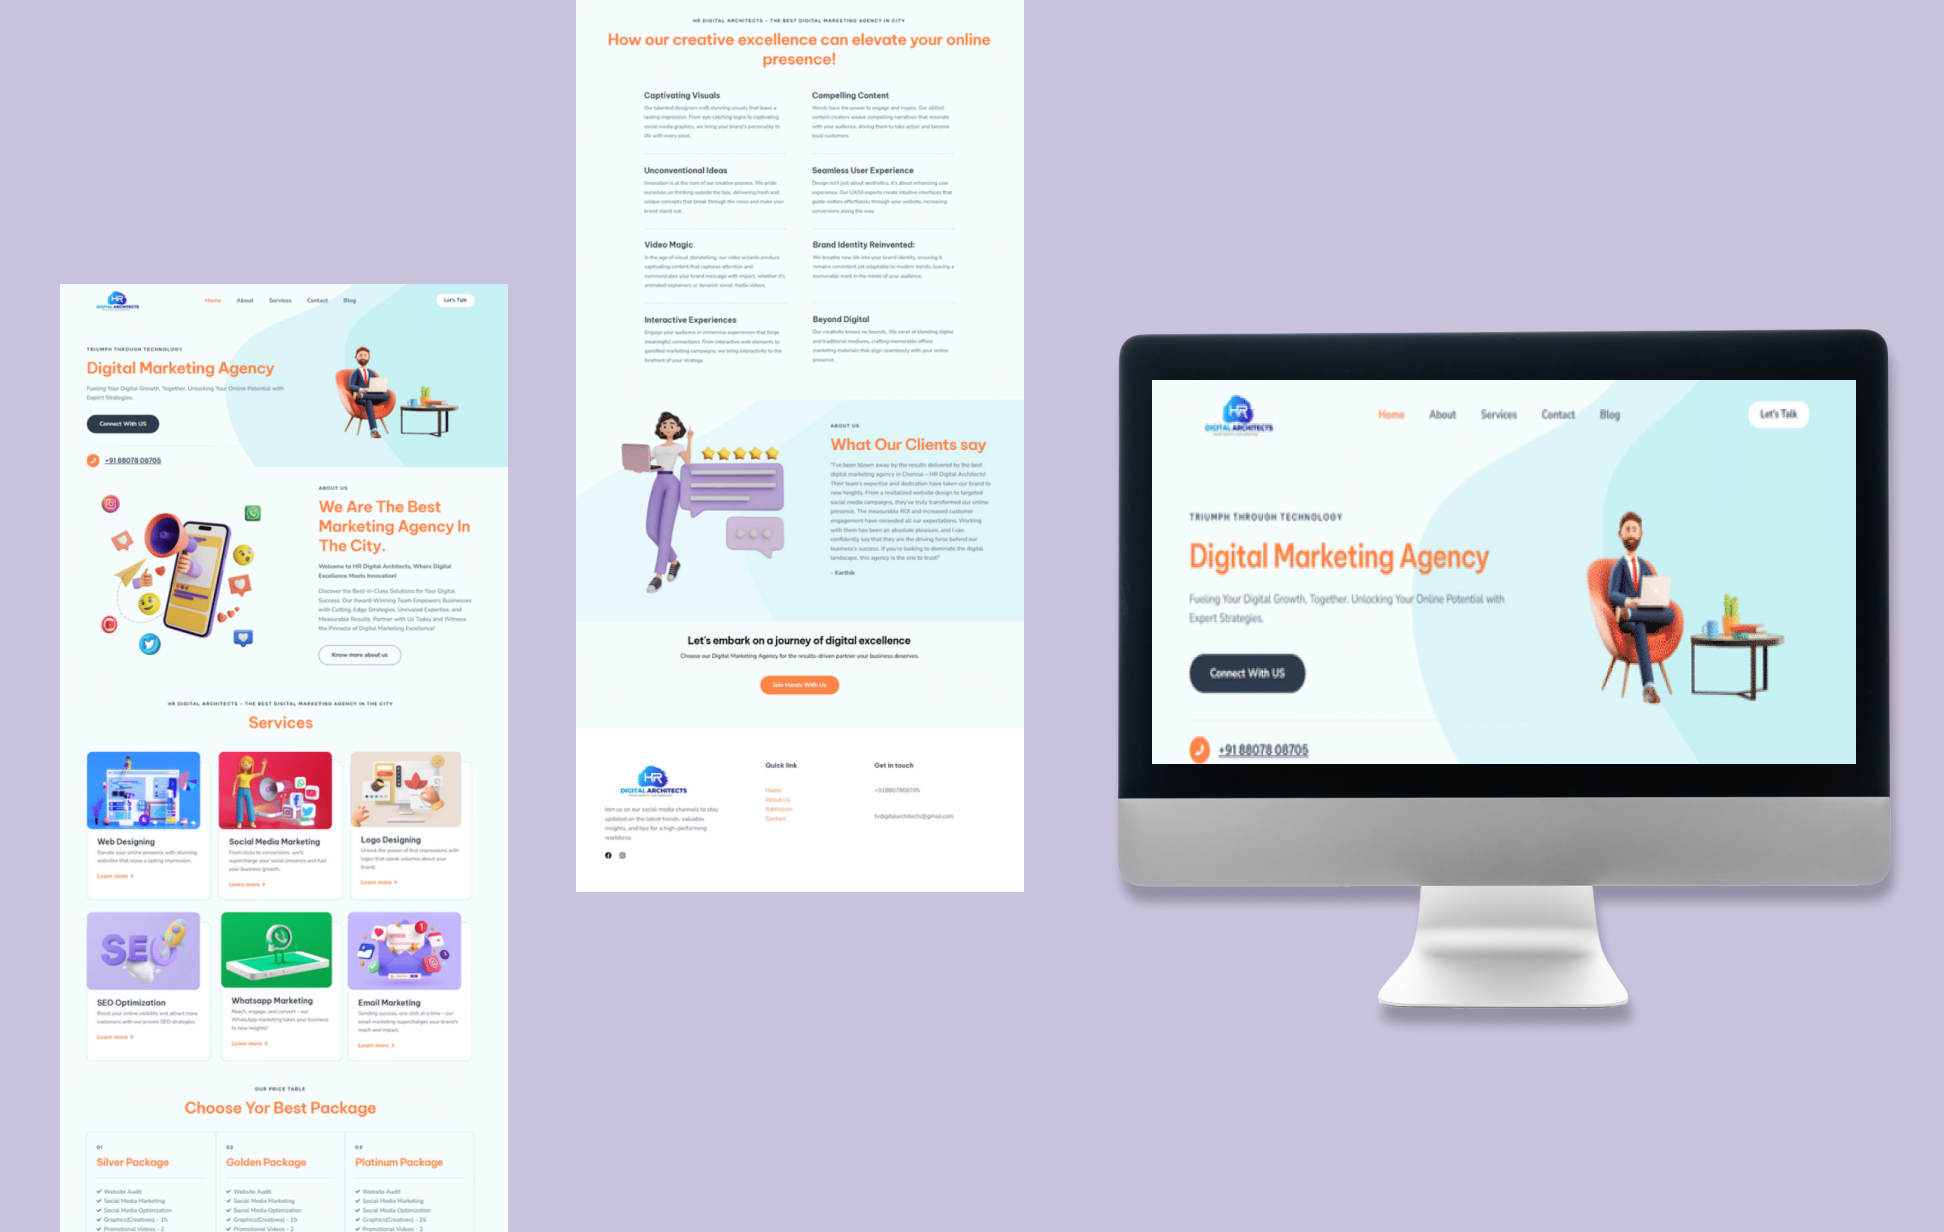 HR
DIGITAL ARCHITECTS
Home
About
Services
Contact
Blog
Let's Talk
TRIUMPH THROUGH TECHNOLOGY
Digital Marketing Agency
Fueling Your Digital Growth, Together. Unlocking Your Online Potential with
Expert Strategies.
Connect With US
+91 88078 08705
ABOUT US
We Are The Best
Marketing Agency In
The City.
Welcome to HR Digital Architects, Where Digital
Excellence Meets Innovation!
Discover the Best-in-Class Solutions for Your Digital
Success. Our Award-Winning Team Empowers Businesses
with Cutting-Edge Strategies, Unrivaled Expertise, and
Measurable Results. Partner with Us Today and Witness
the Pinnacle of Digital Marketing Excellence!
Know more about us
HR DIGITAL ARCHITECTS - THE BEST DIGITAL MARKETING AGENCY IN THE CITY
Services
Web Designing
Elevate your online presence with stunning
websites that leave a lasting impression.
Learn more
Social Media Marketing
From clicks to conversions, we'll
supercharge your social presence and fuel
your business growth.
Learn more
Logo Designing
Unlock the power of first impressions with
logos that speak volumes about your
brand.
Learn more
SEO
SEO Optimization
Boost your online visibility and attract more
customers with our proven SEO strategies.
Learn more
Whatsapp Marketing
Reach, engage, and convert – our
WhatsApp marketing takes your business
to new heights!
Learn more
1
Email Marketing
Sending success, one click at a time – our
email marketing supercharges your brand's
reach and impact.
Learn more
OUR PRICE TABLE
Choose Yor Best Package
01
Silver Package
Website Audit
Social Media Marketing
Social Media Optimization
Graphics(Creatives) - 15
Promotional Videos - 2
02
Golden Package
Website Audit
Social Media Marketing
Social Media Optimization
Graphics(Creatives) - 15
Promotional Videos - 2
03
Platinum Package
Website Audit
Social Media Marketing
Social Media Optimization
Graphics(Creatives) - 15
Promotional Videos - 2
HR DIGITAL ARCHITECTS - THE BEST DIGITAL MARKETING AGENCY IN CITY
How our creative excellence can elevate your online
presence!
Captivating Visuals
Our talented designers craft stunning visuals that leave a
lasting impression. From eye-catching logos to captivating
social media graphics, we bring your brand's personality to
life with every pixel.
Compelling Content
Words have the power to engage and inspire. Our skilled
content creators weave compelling narratives that resonate
with your audience, driving them to take action and become
loyal customers.
Unconventional Ideas
Innovation is at the core of our creative process. We pride
ourselves on thinking outside the box, delivering fresh and
unique concepts that break through the noise and make your
brand stand out.
Seamless User Experience
Design isn't just about aesthetics; it's about enhancing user
experience. Our UX/UI experts create intuitive interfaces that
guide visitors effortlessly through your website, increasing
conversions along the way.
Video Magic
In the age of visual storytelling, our video wizards produce
captivating content that captures attention and
communicates your brand message with impact, whether it's
animated explainers or dynamic social media videos.
Brand Identity Reinvented:
We breathe new life into your brand identity, ensuring it
remains consistent yet adaptable to modern trends, leaving a
memorable mark in the minds of your audience.
Interactive Experiences
Engage your audience in immersive experiences that forge
meaningful connections. From interactive web elements to
gamified marketing campaigns, we bring interactivity to the
forefront of your strategy.
Beyond Digital
Our creativity knows no bounds. We excel at blending digital
and traditional mediums, crafting memorable offline
marketing materials that align seamlessly with your online
presence.
ABOUT US
What Our Clients say
"I've been blown away by the results delivered by the best
digital marketing agency in Chennai – HR Digital Architects!
Their team's expertise and dedication have taken our brand to
new heights. From a revitalized website design to targeted
social media campaigns, they've truly transformed our online
presence. The measurable ROI and increased customer
engagement have exceeded all our expectations. Working
with them has been an absolute pleasure, and I can
confidently say that they are the driving force behind our
business's success. If you're looking to dominate the digital
landscape, this agency is the one to trust!"
- Karthik
Let's embark on a journey of digital excellence
Choose our Digital Marketing Agency for the results-driven partner your business deserves.
Join Hands With Us
HR
DIGITAL ARCHITECTS
Join us on our social media channels to stay
updated on the latest trends, valuable
insights, and tips for a high-performing
workforce.
Quick link
Home
About Us
Admission
Contact
Get in touch
+918807808705
hrdigitalarchitects@gmail.com
HR
DIGITAL ARCHITECTS
Home
About
Services
Contact
Blog
Let's Talk
TRIUMPH THROUGH TECHNOLOGY
Digital Marketing Agency
Fueling Your Digital Growth, Together. Unlocking Your Online Potential with
Expert Strategies.
Connect With US
+91 88078 08705